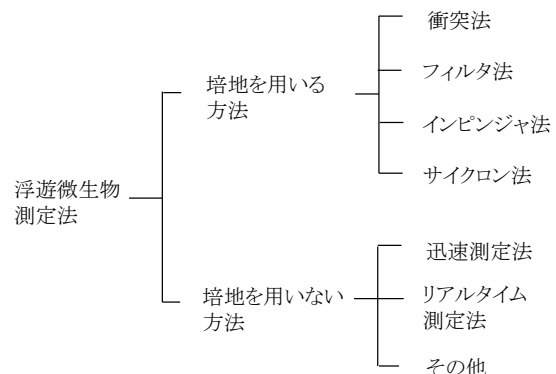 衝突法
培地を用いる
方法
フィルタ法
インピンジャ法
サイクロン法
浮遊微生物
測定法
迅速測定法
培地を用いない
方法
リアルタイム
測定法
その他